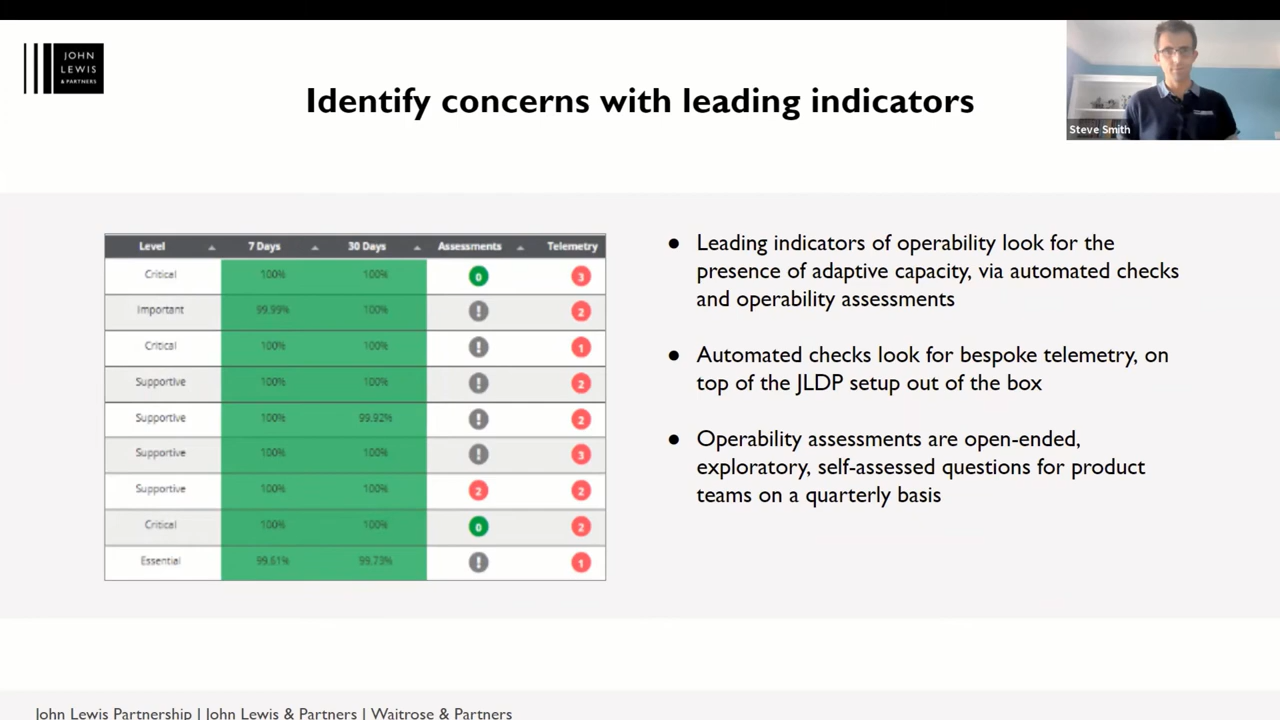 JOHN
LEWIS
& PARTNERS
Identify concerns with leading indicators
Steve Smith
Level 7 Days 30 Days Assessments Telemetry
Critical 100% 100% 0 3
Important 99.99% 100% ! 2
Critical 100% 100% ! 1
Supportive 100% 100% ! 2
Supportive 100% 99.92% ! 2
Supportive 100% 100% ! 3
Supportive 100% 100% 2 2
Critical 100% 100% 0 2
Essential 99.61% 99.73% ! 1
● Leading indicators of operability look for the
presence of adaptive capacity, via automated checks
and operability assessments
● Automated checks look for bespoke telemetry, on
top of the JLDP setup out of the box
● Operability assessments are open-ended,
exploratory, self-assessed questions for product
teams on a quarterly basis
John Lewis Partnership | John Lewis & Partners | Waitrose & Partners